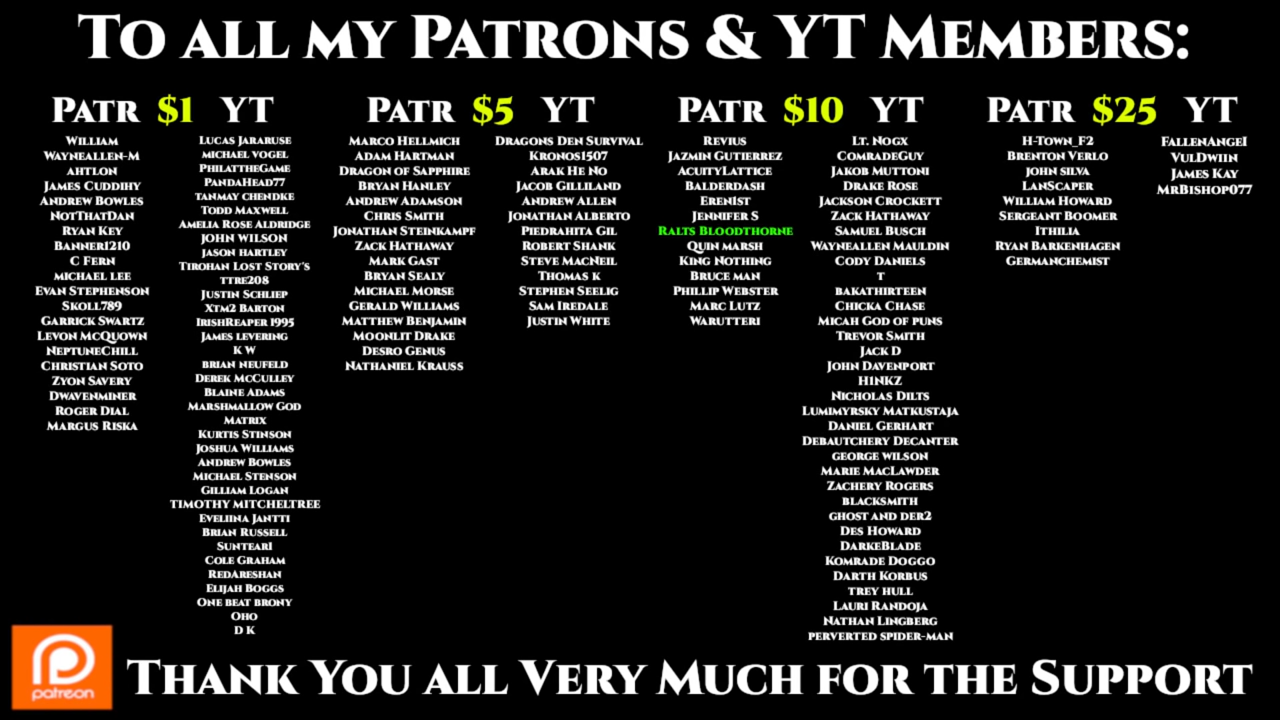 To all my Patrons & YT Members:
Patr $1 YT
William
WayneAllen-M
ahtlon
James Cuddihy
Andrew Bowles
NotThatDan
Ryan Key
Banner1210
C Fern
michael lee
Evan Stephenson
Skoll789
Garrick Swartz
Levon McQuown
NeptuneChill
Christian Soto
Zyon Savery
Dwavenminer
Roger Dial
Margus Riska
Lucas Jararuse
michael vogel
PhilattheGame
PandaHead77
tanmay chendke
Todd Maxwell
Amelia Rose Aldridge
JOHN WILSON
jason hartley
Tirohan Lost Story's
ttre208
Justin Schliep
Xtm2 Barton
IrishReaper 1995
James levering
K W
brian neufeld
Derek McCulley
Blaine Adams
Marshmallow God
Matrix
Kurtis Stinson
Joshua Williams
Andrew Bowles
Michael Stenson
Gilliam Logan
TIMOTHY MITCHELTREE
Eveliina Jantti
Brian Russell
Suntear1
Cole Graham
RedAreshan
Elijah Boggs
One beat brony
Oho
D K
Patr $5 YT
Marco Hellmich
Adam Hartman
Dragon of Sapphire
Bryan Hanley
Andrew Adamson
Chris Smith
Jonathan Steinkampf
Zack Hathaway
Mark Gast
Bryan Sealy
Michael Morse
Gerald Williams
Matthew Benjamin
Moonlit Drake
Desro Genus
Nathaniel Krauss
Dragons Den Survival
Kronos1507
Arak He No
Jacob Gilliland
Andrew Allen
Jonathan Alberto
Piedrahita Gil
Robert Shank
Steve MacNeil
Thomas k
Stephen Seelig
Sam Iredale
Justin White
Patr $10 YT
Revius
Jazmin Gutierrez
AcuityLattice
Balderdash
Eren1st
Jennifer S
Ralts Bloodthorne
Quin marsh
King Nothing
Bruce man
Phillip Webster
Marc Lutz
Warutteri
Lt. Nogx
ComradeGuy
Jakob Muttoni
Drake Rose
Jackson Crockett
Zack Hathaway
Samuel Busch
Wayneallen Mauldin
Cody Daniels
T
bakathirteen
Chicka Chase
Micah God of puns
Trevor Smith
Jack D
John Davenport
H1NKZ
Nicholas Dilts
Lumimyrsky Matkustaja
Daniel Gerhart
Debautchery Decanter
george wilson
Marie MacLawder
Zachery Rogers
blacksmith
ghost and der2
Des Howard
DarkeBlade
Komrade Doggo
Darth Korbus
trey hull
Lauri Randoja
Nathan Lingberg
perverted spider-man
Patr $25 YT
H-Town_F2
Brenton Verlo
john silva
LanScaper
William Howard
Sergeant Boomer
Ithilia
Ryan Barkenhagen
Germanchemist
FallenAngel
VulDwiin
James Kay
MrBishop077
patreon
Thank You all Very Much for the Support